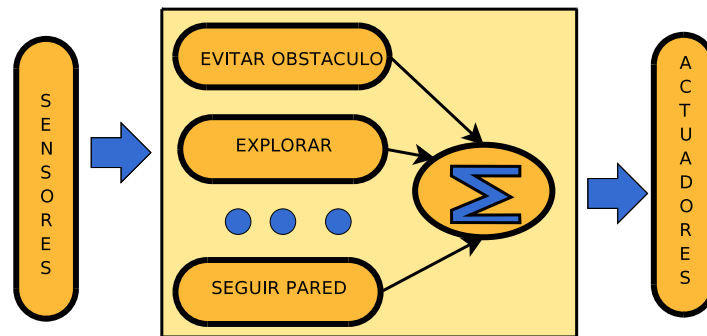 SENSORES
EVITAR OBSTACULO
EXPLORAR
SEGUIR PARED
Σ
ACTUADORES